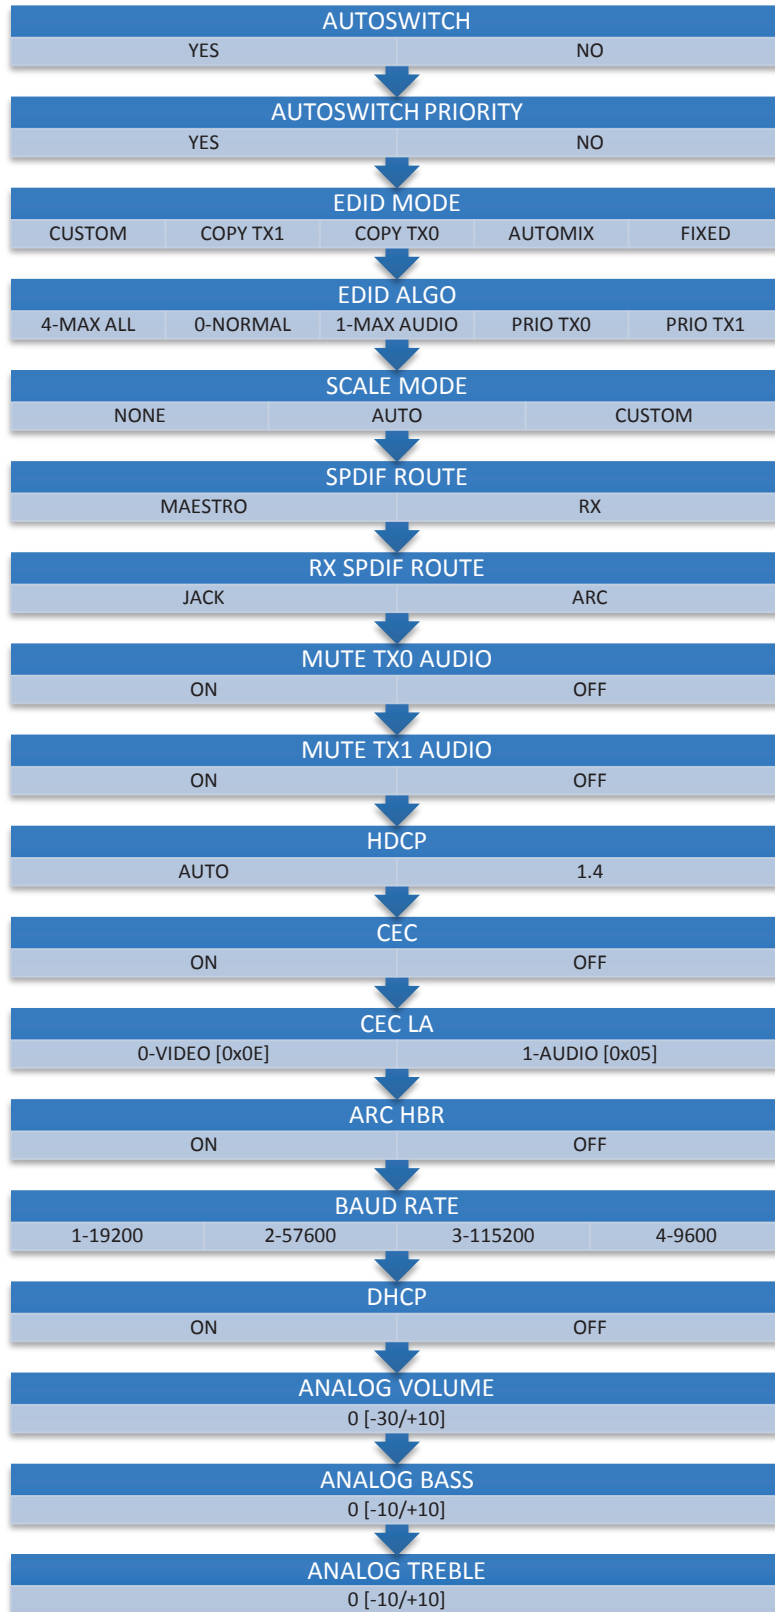 AUTOSWITCH
YES NO
AUTOSWITCH PRIORITY
YES NO
EDID MODE
CUSTOM COPY TX1 COPY TX0 AUTOMIX FIXED
EDID ALGO
4-MAX ALL 0-NORMAL 1-MAX AUDIO PRIO TX0 PRIO TX1
SCALE MODE
NONE AUTO CUSTOM
SPDIF ROUTE
MAESTRO RX
RX SPDIF ROUTE
JACK ARC
MUTE TX0 AUDIO
ON OFF
MUTE TX1 AUDIO
ON OFF
HDCP
AUTO 1.4
CEC
ON OFF
CEC LA
0-VIDEO [0x0E] 1-AUDIO [0x05]
ARC HBR
ON OFF
BAUD RATE
1-19200 2-57600 3-115200 4-9600
DHCP
ON OFF
ANALOG VOLUME
0 [-30/+10]
ANALOG BASS
0 [-10/+10]
ANALOG TREBLE
0 [-10/+10]